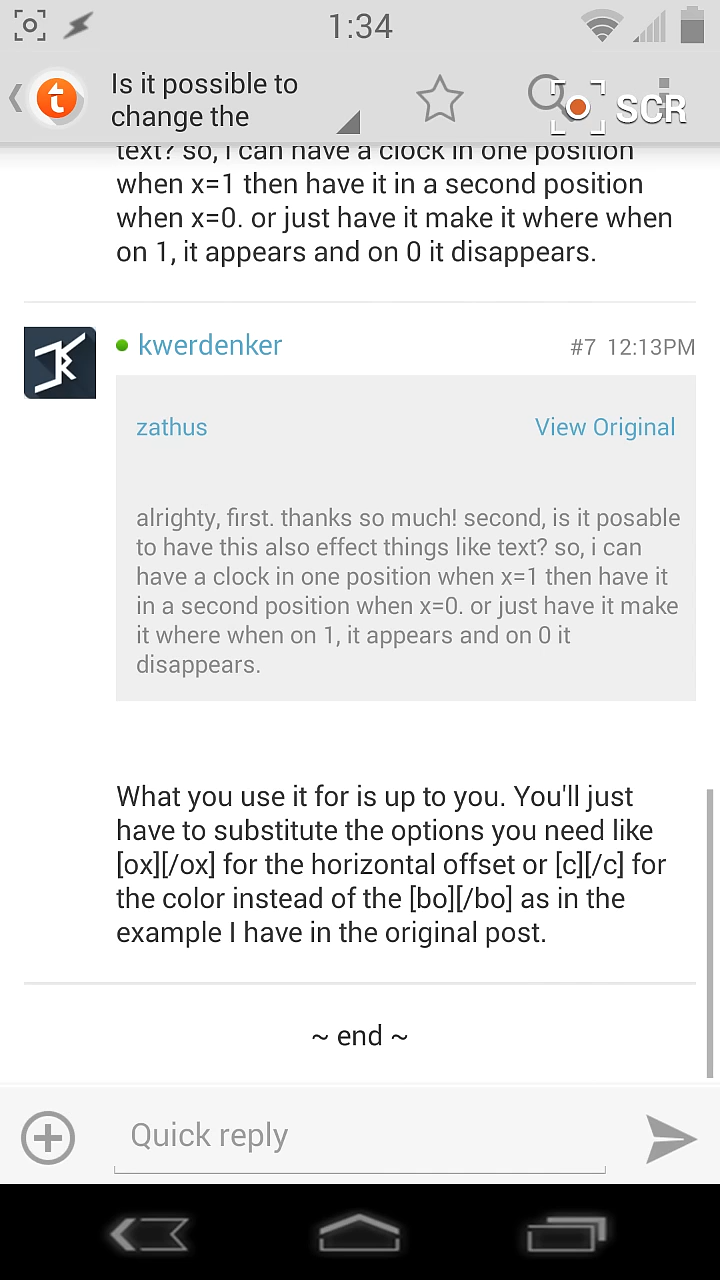 1:34
Is it possible to
change the
SCR
text? so, i can have a clock in one position
when x=1 then have it in a second position
when x=0. or just have it make it where when
on 1, it appears and on 0 it disappears.
kwerdenker
#7 12:13PM
zathus
View Original
alrighty, first. thanks so much! second, is it posable
to have this also effect things like text? so, i can
have a clock in one position when x=1 then have it
in a second position when x=0. or just have it make
it where when on 1, it appears and on 0 it
disappears.
What you use it for is up to you. You'll just
have to substitute the options you need like
[ox][/ox] for the horizontal offset or [c][/c] for
the color instead of the [bo][/bo] as in the
example I have in the original post.
~ end ~
Quick reply